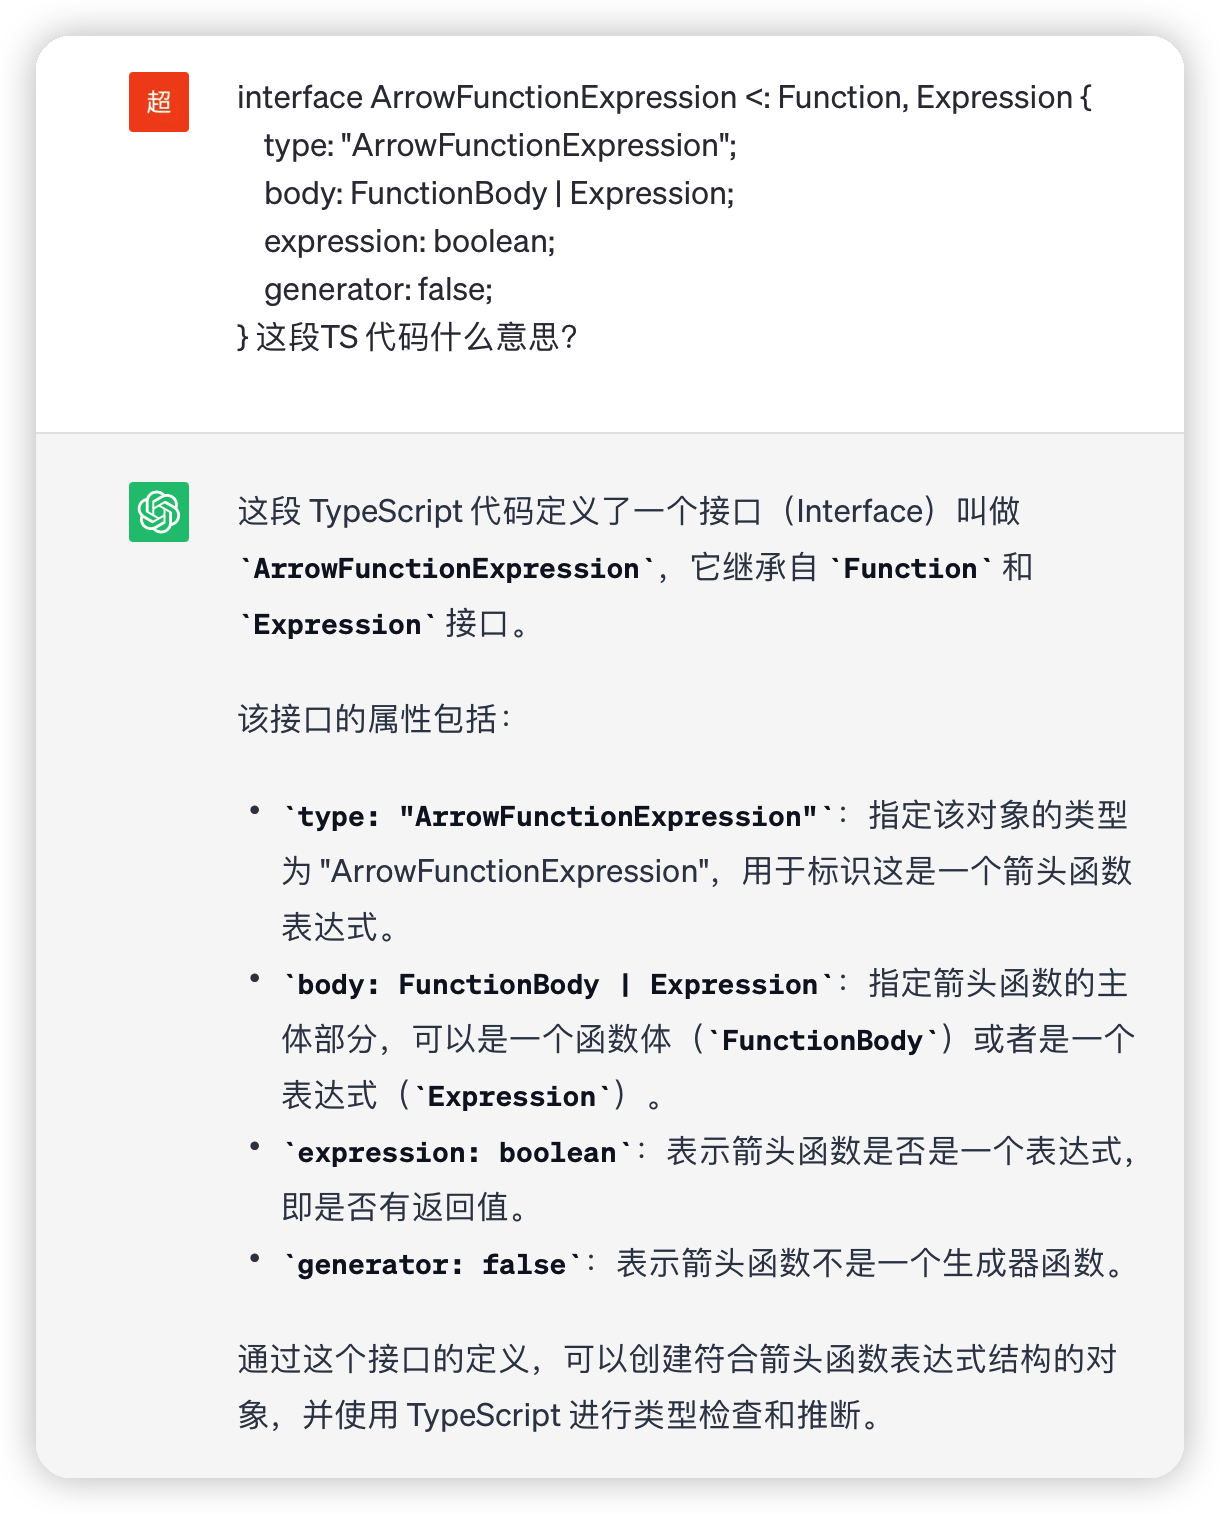 超
interface ArrowFunctionExpression <: Function, Expression {
type: "ArrowFunctionExpression";
body: FunctionBody | Expression;
expression: boolean;
generator: false;
} 这段TS 代码什么意思？
这段 TypeScript 代码定义了一个接口（Interface）叫做
`ArrowFunctionExpression`，它继承自 `Function` 和
`Expression` 接口。
该接口的属性包括：
• `type: "ArrowFunctionExpression"`：指定该对象的类型
为 "ArrowFunctionExpression"，用于标识这是一个箭头函数
表达式。
• `body: FunctionBody | Expression`：指定箭头函数的主
体部分，可以是一个函数体（`FunctionBody`）或者是一个
表达式（`Expression`）。
• `expression: boolean`：表示箭头函数是否是一个表达式，
即是否有返回值。
• `generator: false`：表示箭头函数不是一个生成器函数。
通过这个接口的定义，可以创建符合箭头函数表达式结构的对
象，并使用 TypeScript 进行类型检查和推断。